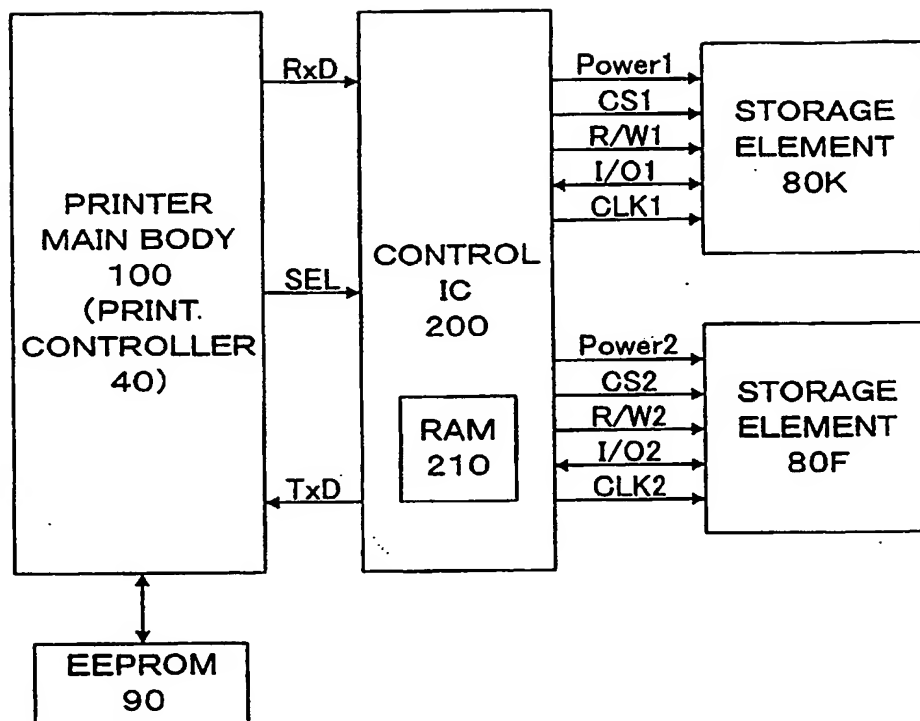 RxD
SEL
TxD
PRINTER
MAIN BODY
100
(PRINT.
CONTROLLER
40)
CONTROL
IC
200
RAM
210
Power1
CS1
R/W1
I/O1
CLK1
STORAGE
ELEMENT
80K
Power2
CS2
R/W2
I/O2
CLK2
STORAGE
ELEMENT
80F
EEPROM
90